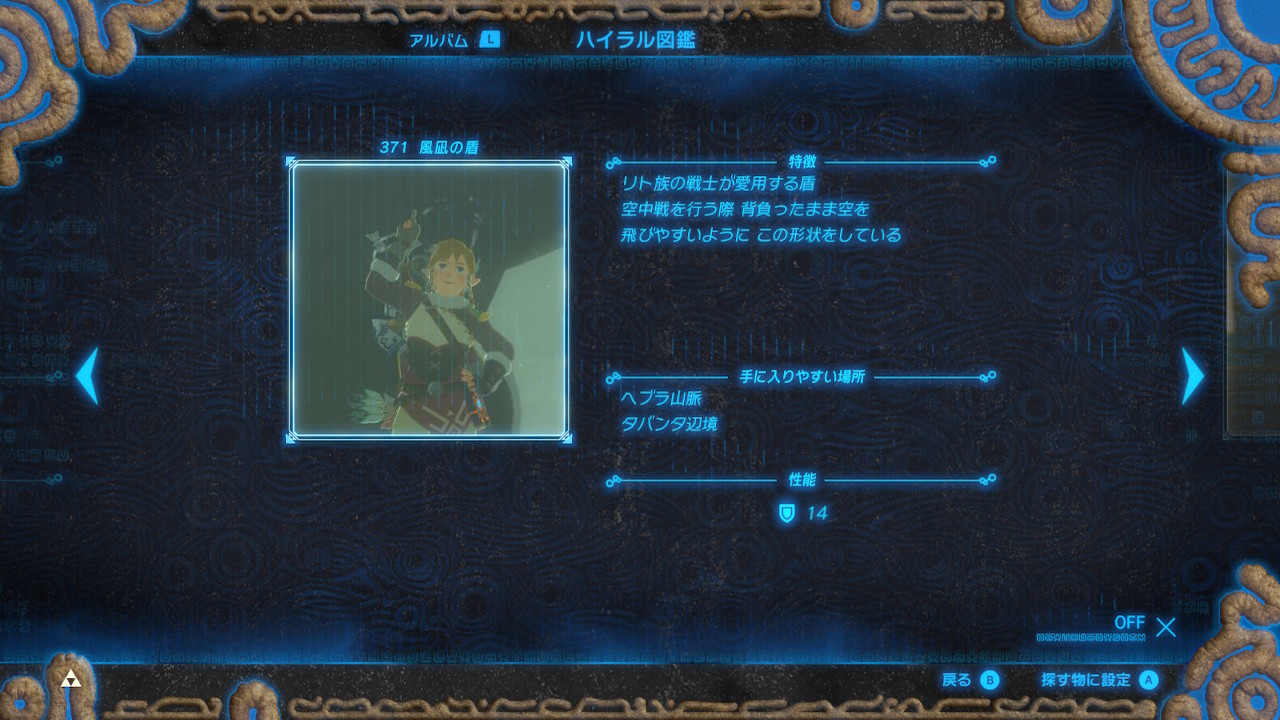 アルバム L
ハイラル図鑑
371 風凪の盾
特徴
リト族の戦士が愛用する盾
空中戦を行う際 背負ったまま空を
飛びやすいように この形状をしている
手に入りやすい場所
ヘブラ山脈
タバンタ辺境
性能
14
OFF
戻る B
探す物に設定 A